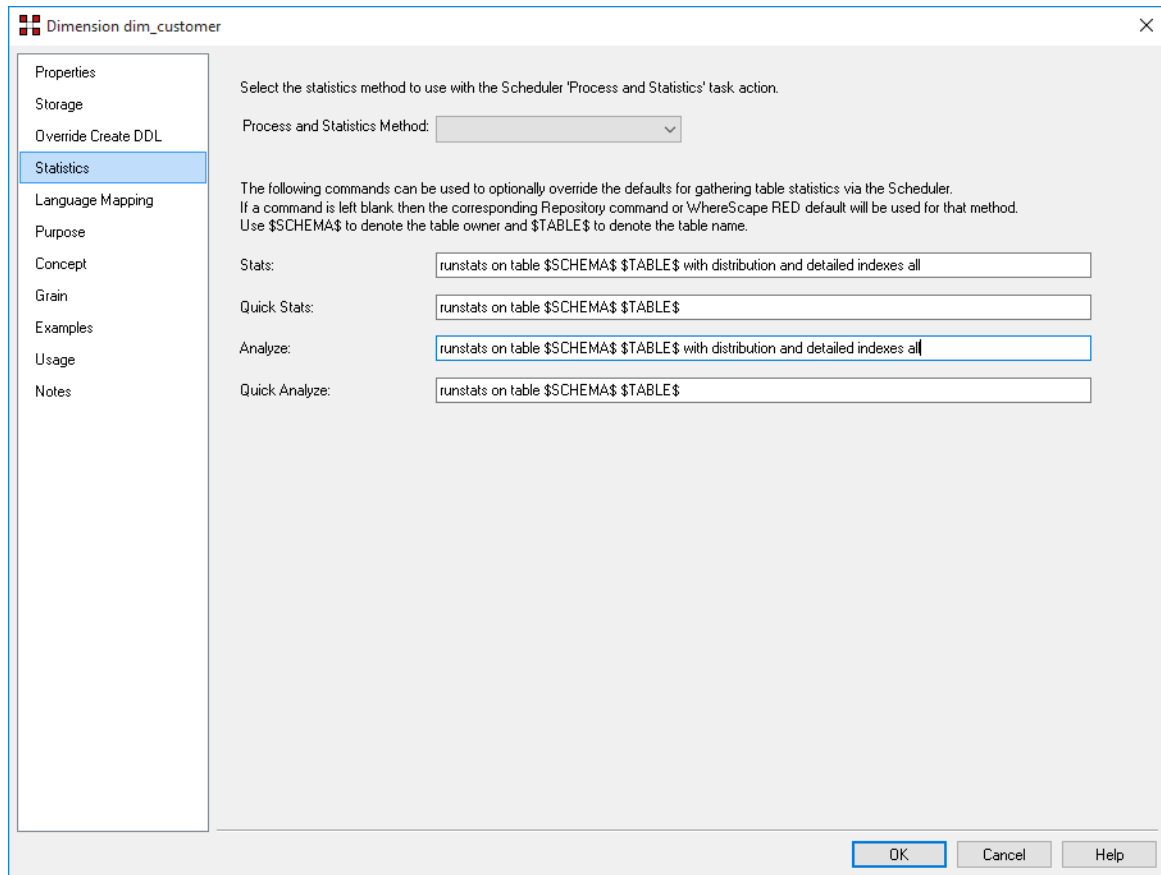 Dimension dim_customer
Properties
Storage
Override Create DDL
Statistics
Language Mapping
Purpose
Concept
Grain
Examples
Usage
Notes
Select the statistics method to use with the Scheduler 'Process and Statistics' task action.
Process and Statistics Method:
The following commands can be used to optionally override the defaults for gathering table statistics via the Scheduler.
If a command is left blank then the corresponding Repository command or WhereScape RED default will be used for that method.
Use $SCHEMA$ to denote the table owner and $TABLE$ to denote the table name.
Stats: runstats on table $SCHEMA$ $TABLE$ with distribution and detailed indexes all
Quick Stats: runstats on table $SCHEMA$ $TABLE$
Analyze: runstats on table $SCHEMA$ $TABLE$ with distribution and detailed indexes all
Quick Analyze: runstats on table $SCHEMA$ $TABLE$
OK Cancel Help